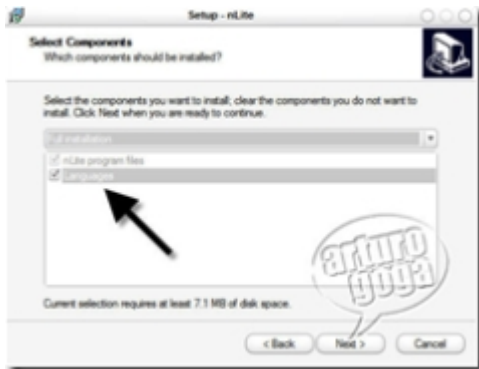 Setup - nLite
Select Components
Which components should be installed?
Select the components you want to install; clear the components you do not want to
install. Click Next when you are ready to continue.
Full installation
nLite program files
Languages
arturo
goga
Current selection requires at least 7.1 MB of disk space.
< Back
Next >
Cancel